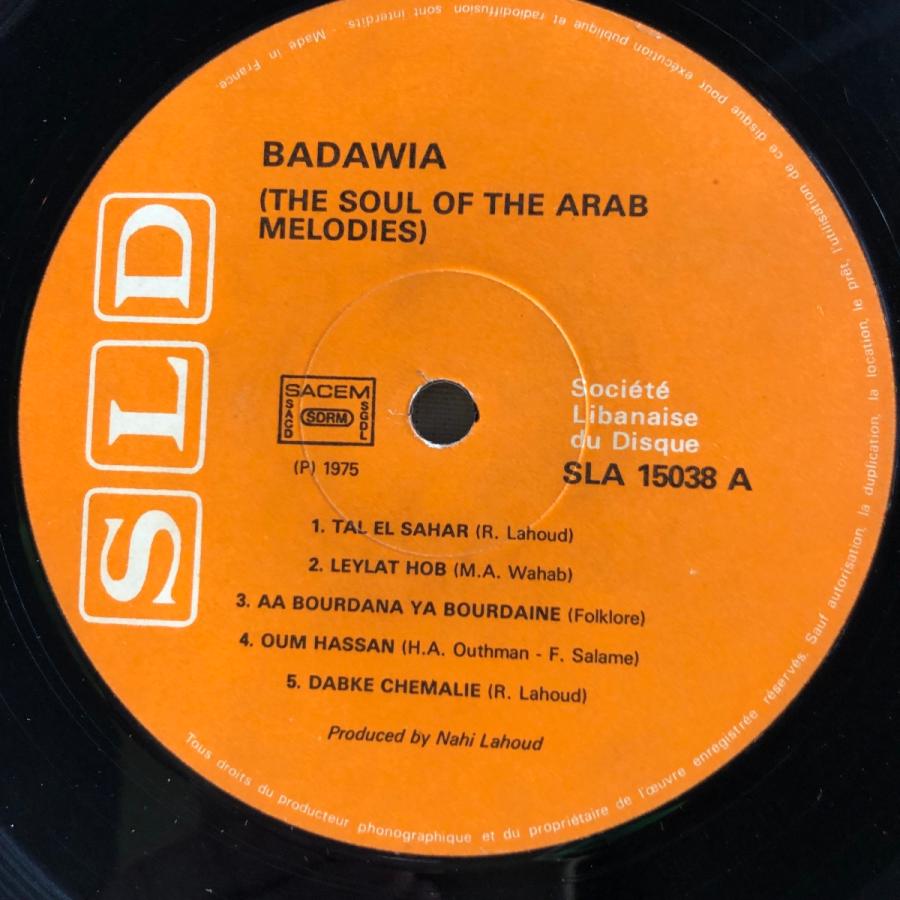 BADAWIA
(THE SOUL OF THE ARAB
MELODIES)
SLD
SACEM
SACD
SDRM
SGDL
(P) 1975
Société
Libanaise
du Disque
SLA 15038 A
1. TAL EL SAHAR (R. Lahoud)
2. LEYLAT HOB (M.A. Wahab)
3. AA BOURDANA YA BOURDAINE (Folklore)
4. OUM HASSAN (H.A. Outhman - F. Salame)
5. DABKE CHEMALIE (R. Lahoud)
Produced by Nahi Lahoud
Tous droits du producteur phonographique et du propriétaire de l'œuvre enregistrée réservés. Sauf autorisation, la duplication, la location, le prêt, l'utilisation de ce disque pour exécution publique et radiodiffusion sont interdits - Made in France